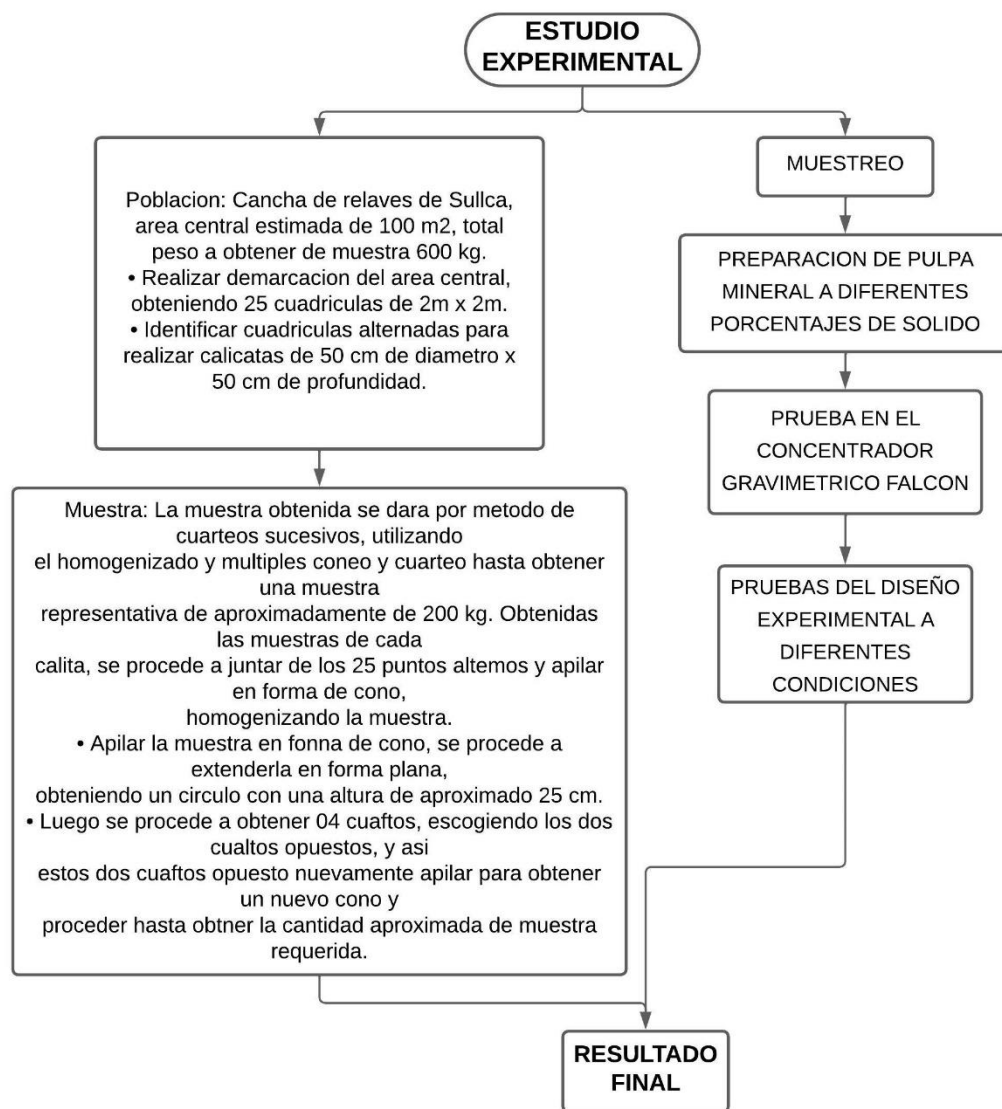 ESTUDIO
EXPERIMENTAL
Poblacion: Cancha de relaves de Sullca,
area central estimada de 100 m2, total
peso a obtener de muestra 600 kg.
• Realizar demarcacion del area central,
obteniendo 25 cuadriculas de 2m x 2m.
• Identificar cuadriculas alternadas para
realizar calicatas de 50 cm de diametro x
50 cm de profundidad.
Muestra: La muestra obtenida se dara por metodo de
cuarteos sucesivos, utilizando
el homogenizado y multiples coneo y cuarteo hasta obtener
una muestra
representativa de aproximadamente de 200 kg. Obtenidas
las muestras de cada
calita, se procede a juntar de los 25 puntos altemos y apilar
en forma de cono,
homogenizando la muestra.
• Apilar la muestra en fonna de cono, se procede a
extenderla en forma plana,
obteniendo un circulo con una altura de aproximado 25 cm.
• Luego se procede a obtener 04 cuaftos, escogiendo los dos
cualtos opuestos, y asi
estos dos cuaftos opuesto nuevamente apilar para obtener
un nuevo cono y
proceder hasta obtner la cantidad aproximada de muestra
requerida.
MUESTREO
PREPARACION DE PULPA
MINERAL A DIFERENTES
PORCENTAJES DE SOLIDO
PRUEBA EN EL
CONCENTRADOR
GRAVIMETRICO FALCON
PRUEBAS DEL DISEÑO
EXPERIMENTAL A
DIFERENTES
CONDICIONES
RESULTADO
FINAL